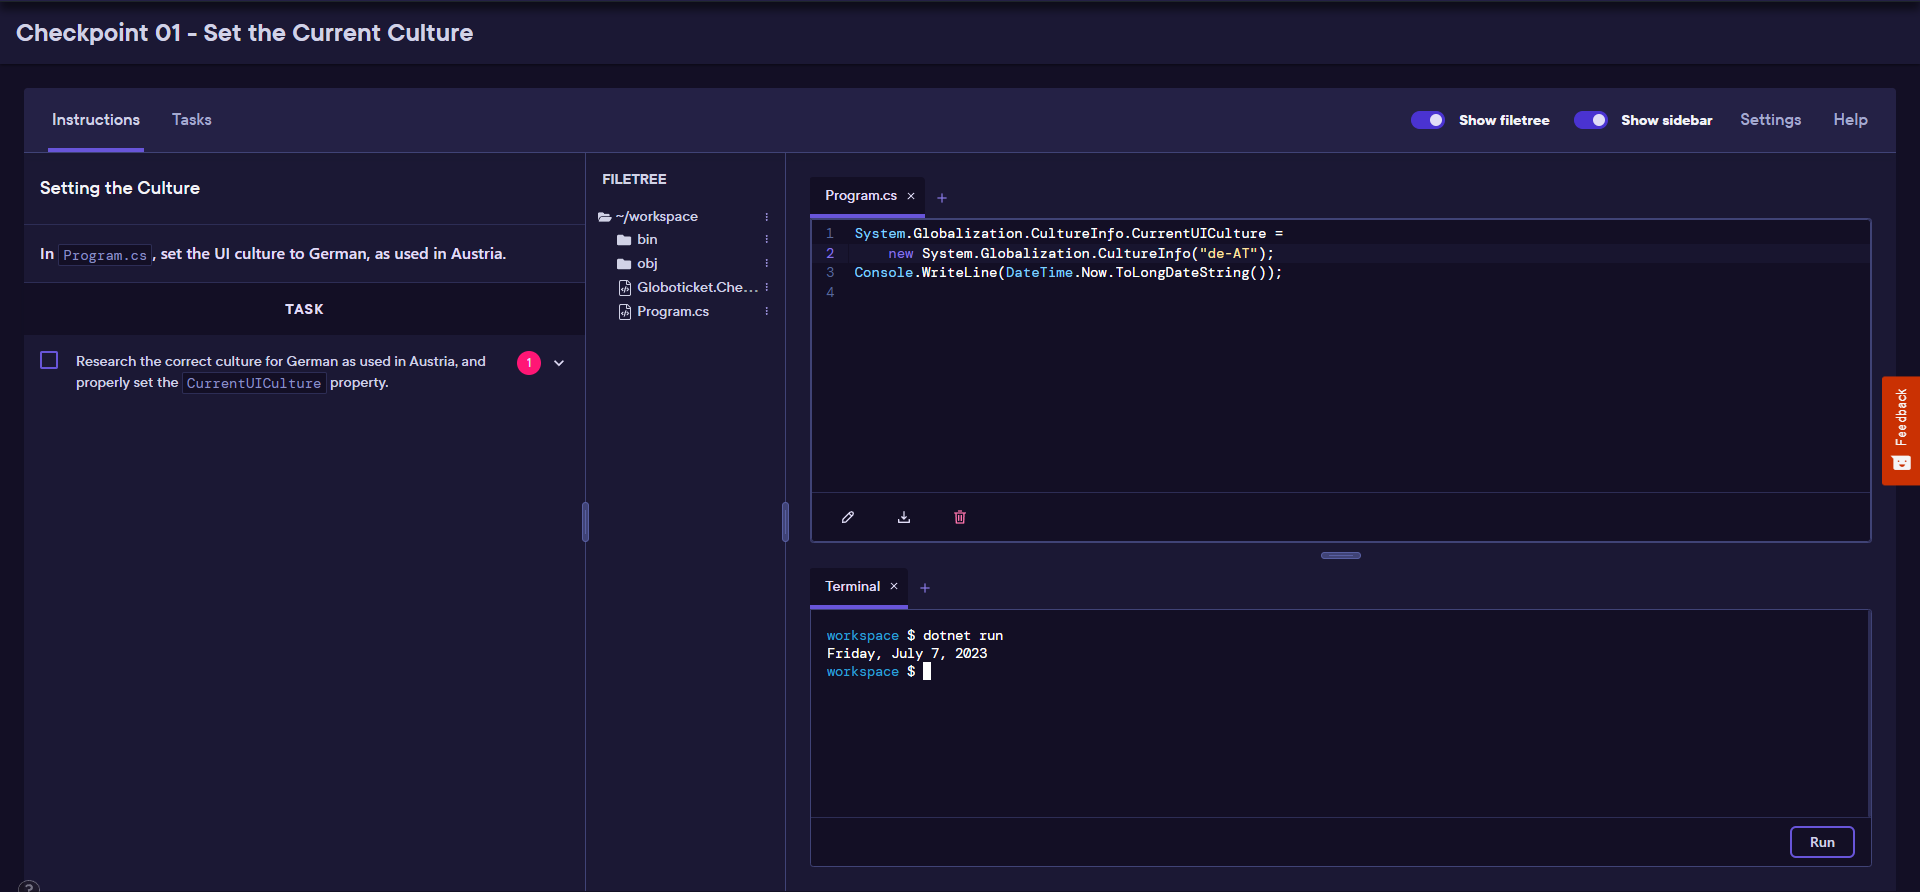 Checkpoint 01 - Set the Current Culture
Instructions
Tasks
Show filetree
Show sidebar
Settings
Help
Setting the Culture
In Program.cs, set the UI culture to German, as used in Austria.
TASK
Research the correct culture for German as used in Austria, and
properly set the CurrentUICulture property.
1
FILETREE
~/workspace
bin
obj
Globoticket.Che...
Program.cs
Program.cs × +
1 System.Globalization.CultureInfo.CurrentUICulture =
2     new System.Globalization.CultureInfo("de-AT");
3 Console.WriteLine(DateTime.Now.ToLongDateString());
4
Terminal × +
workspace $ dotnet run
Friday, July 7, 2023
workspace $
Run
Feedback
?